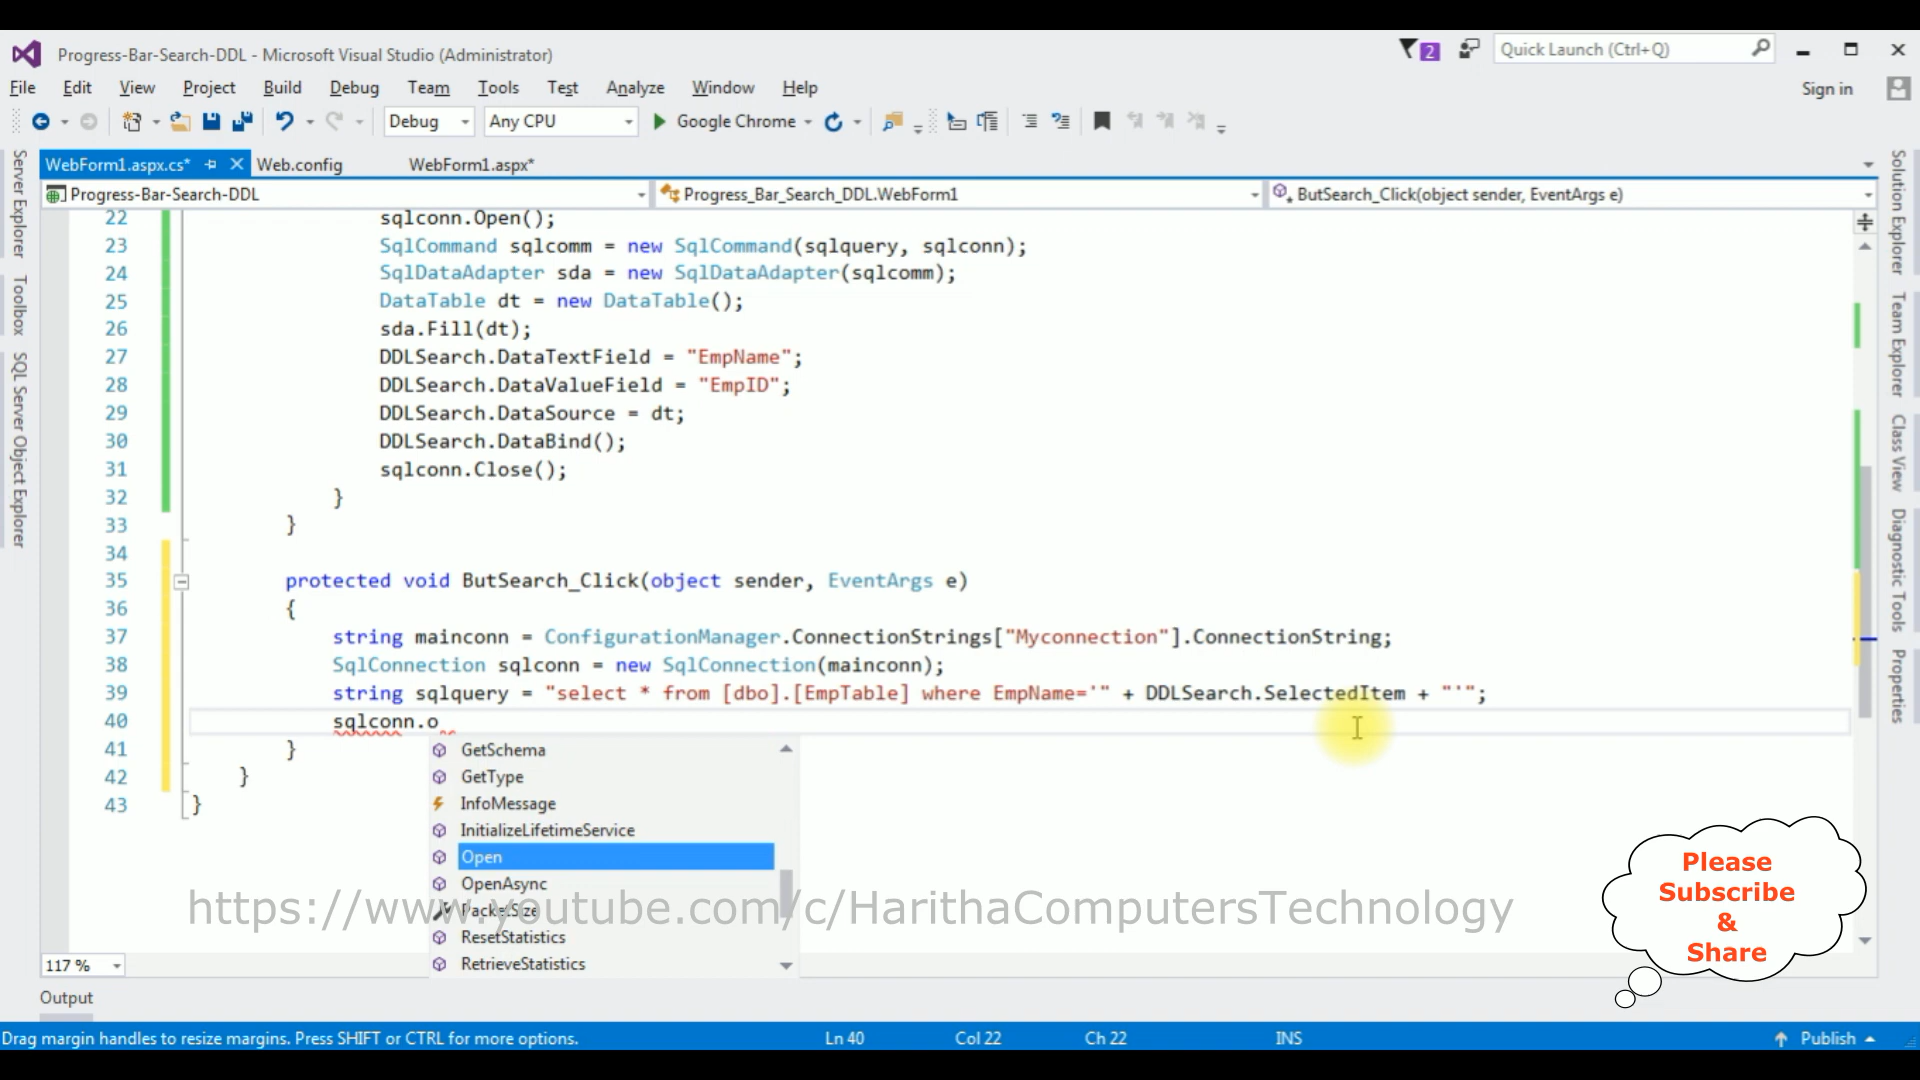 Progress-Bar-Search-DDL - Microsoft Visual Studio (Administrator)
2
Quick Launch (Ctrl+Q)
File Edit View Project Build Debug Team Tools Test Analyze Window Help
Sign in
Debug Any CPU Google Chrome
WebForm1.aspx.cs* Web.config WebForm1.aspx*
Progress-Bar-Search-DDL Progress_Bar_Search_DDL.WebForm1 ButSearch_Click(object sender, EventArgs e)
Server Explorer
Toolbox
SQL Server Object Explorer
22 sqlconn.Open();
23 SqlCommand sqlcomm = new SqlCommand(sqlquery, sqlconn);
24 SqlDataAdapter sda = new SqlDataAdapter(sqlcomm);
25 DataTable dt = new DataTable();
26 sda.Fill(dt);
27 DDLSearch.DataTextField = "EmpName";
28 DDLSearch.DataValueField = "EmpID";
29 DDLSearch.DataSource = dt;
30 DDLSearch.DataBind();
31 sqlconn.Close();
32 }
33 }
34
35 protected void ButSearch_Click(object sender, EventArgs e)
36 {
37 string mainconn = ConfigurationManager.ConnectionStrings["Myconnection"].ConnectionString;
38 SqlConnection sqlconn = new SqlConnection(mainconn);
39 string sqlquery = "select * from [dbo].[EmpTable] where EmpName='" + DDLSearch.SelectedItem + "'";
40 sqlconn.o
41 }
42 }
43 }
GetSchema
GetType
InfoMessage
InitializeLifetimeService
Open
OpenAsync
PacketSize
ResetStatistics
RetrieveStatistics
https://www.youtube.com/c/HarithaComputersTechnology
Please
Subscribe
&
Share
Solution Explorer
Team Explorer
Class View
Diagnostic Tools
Properties
117 %
Output
Drag margin handles to resize margins. Press SHIFT or CTRL for more options. Ln 40 Col 22 Ch 22 INS Publish